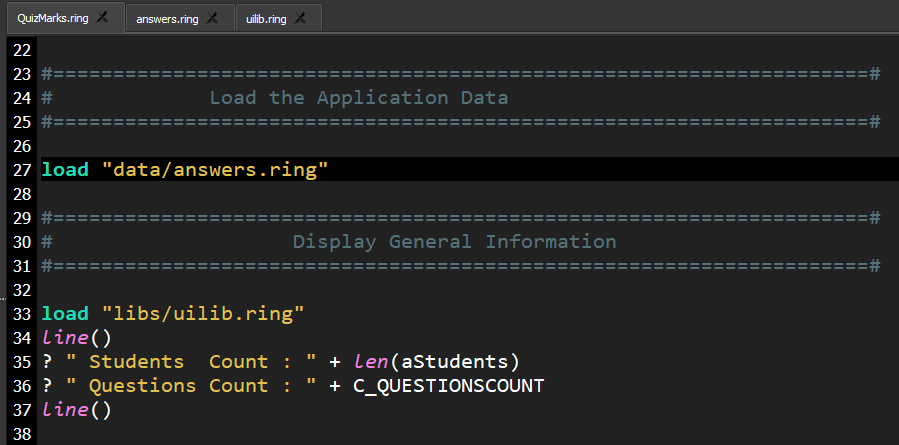 QuizMarks.ring answers.ring uilib.ring
22
23 #====================================================================#
24 #             Load the Application Data
25 #====================================================================#
26
27 load "data/answers.ring"
28
29 #====================================================================#
30 #                    Display General Information
31 #====================================================================#
32
33 load "libs/uilib.ring"
34 line()
35 ? " Students  Count : " + len(aStudents)
36 ? " Questions Count : " + C_QUESTIONSCOUNT
37 line()
38